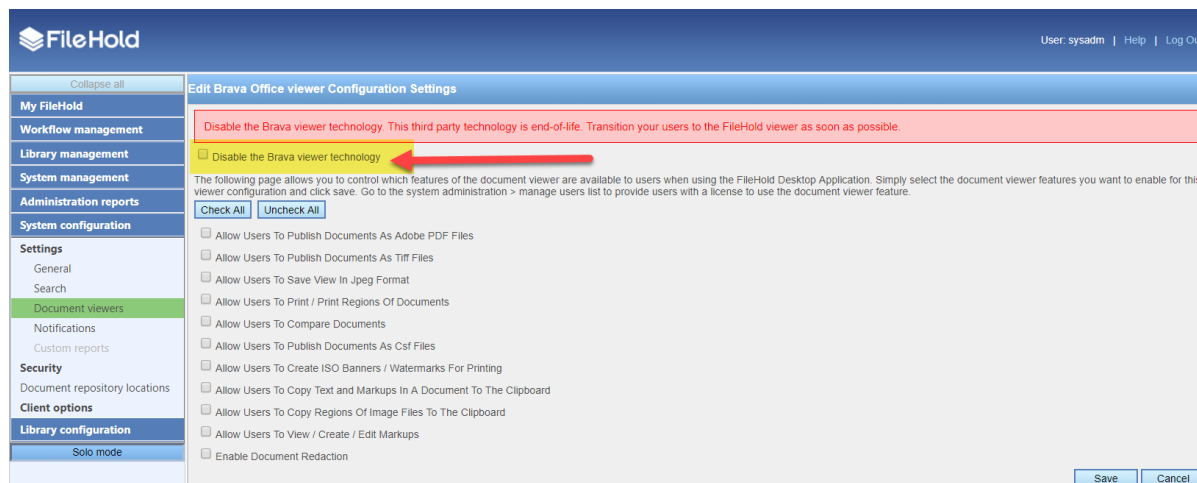 FileHold
User: sysadm | Help | Log Ou
Collapse all
My FileHold
Workflow management
Library management
System management
Administration reports
System configuration
Settings
General
Search
Document viewers
Notifications
Custom reports
Security
Document repository locations
Client options
Library configuration
Solo mode
Edit Brava Office viewer Configuration Settings
Disable the Brava viewer technology. This third party technology is end-of-life. Transition your users to the FileHold viewer as soon as possible.
Disable the Brava viewer technology
The following page allows you to control which features of the document viewer are available to users when using the FileHold Desktop Application. Simply select the document viewer features you want to enable for this
viewer configuration and click save. Go to the system administration > manage users list to provide users with a license to use the document viewer feature.
Check All Uncheck All
Allow Users To Publish Documents As Adobe PDF Files
Allow Users To Publish Documents As Tiff Files
Allow Users To Save View In Jpeg Format
Allow Users To Print / Print Regions Of Documents
Allow Users To Compare Documents
Allow Users To Publish Documents As Csf Files
Allow Users To Create ISO Banners / Watermarks For Printing
Allow Users To Copy Text and Markups In A Document To The Clipboard
Allow Users To Copy Regions Of Image Files To The Clipboard
Allow Users To View / Create / Edit Markups
Enable Document Redaction
Save Cancel